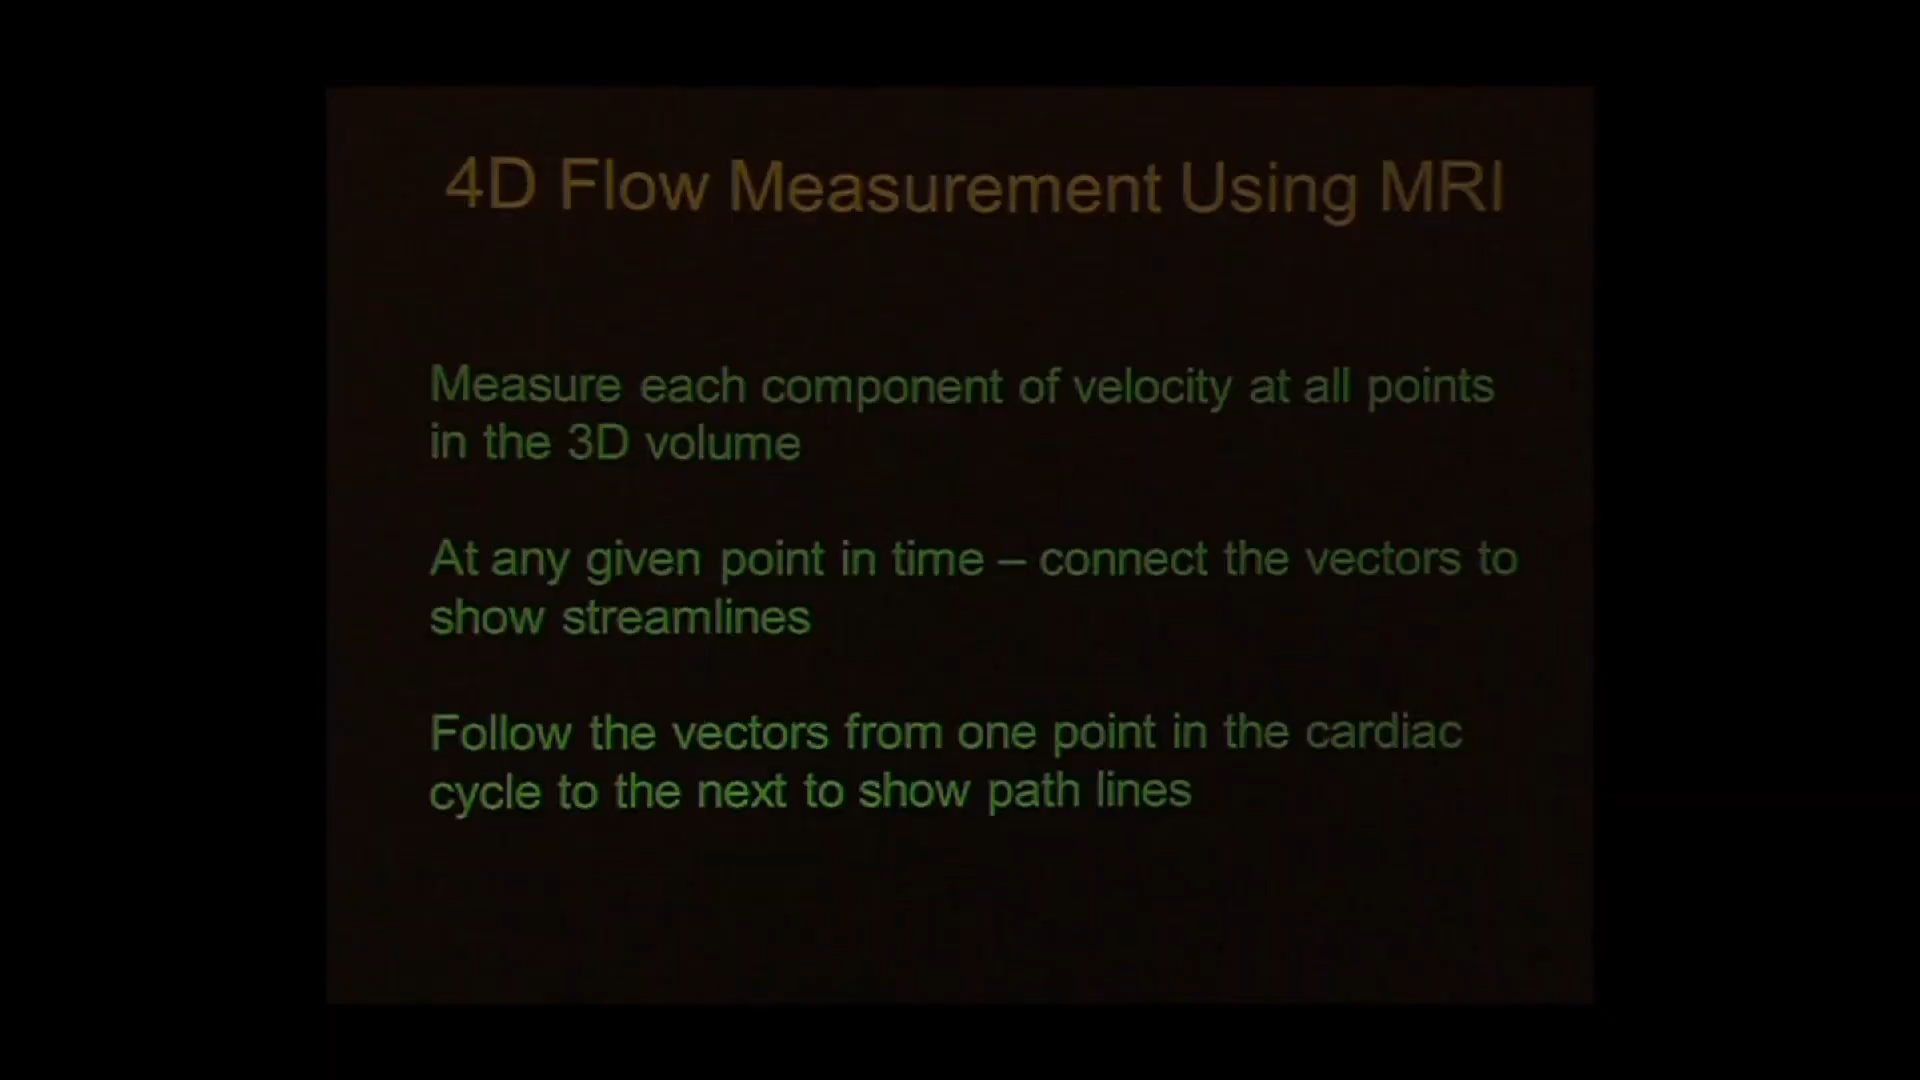 4D Flow Measurement Using MRI
Measure each component of velocity at all points
in the 3D volume
At any given point in time – connect the vectors to
show streamlines
Follow the vectors from one point in the cardiac
cycle to the next to show path lines